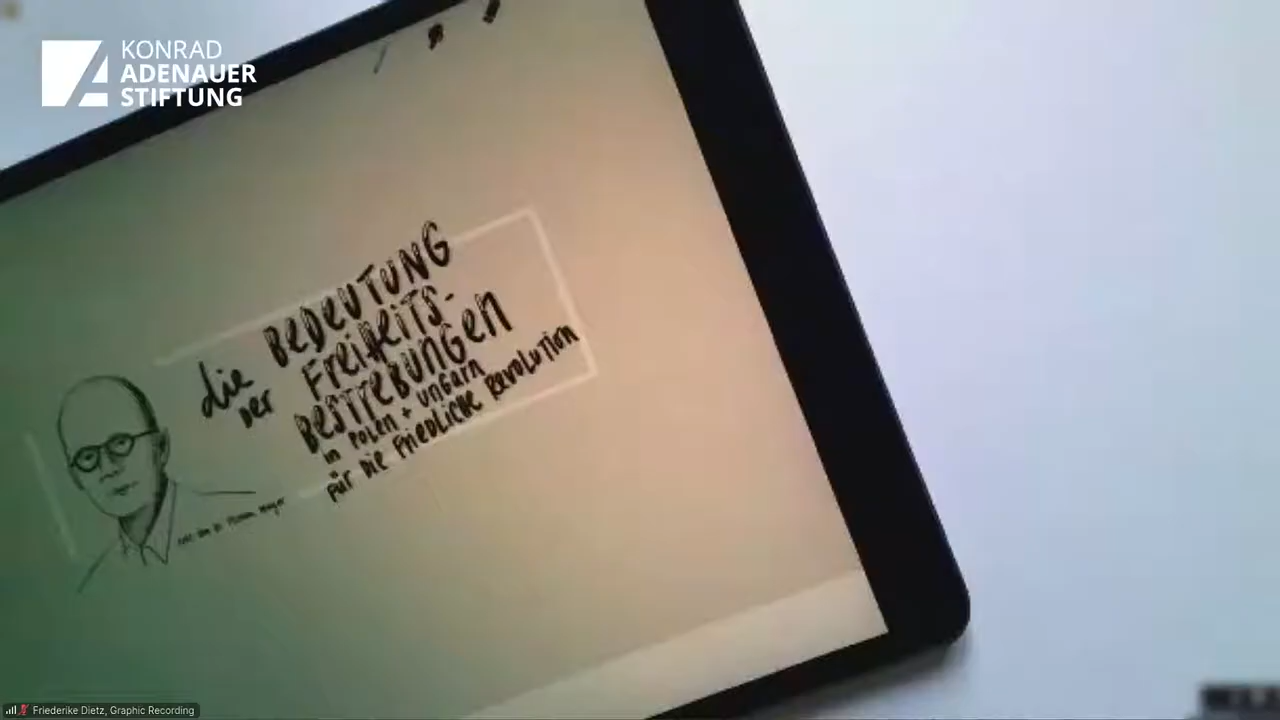 KONRAD
ADENAUER
STIFTUNG
die BEDEUTUNG
DER FREIHEITS-
BESTREBUNGEN
in POLEN + UNGARN
FÜR DIE FRIEDLICHE REVOLUTION
Friederike Dietz, Graphic Recording